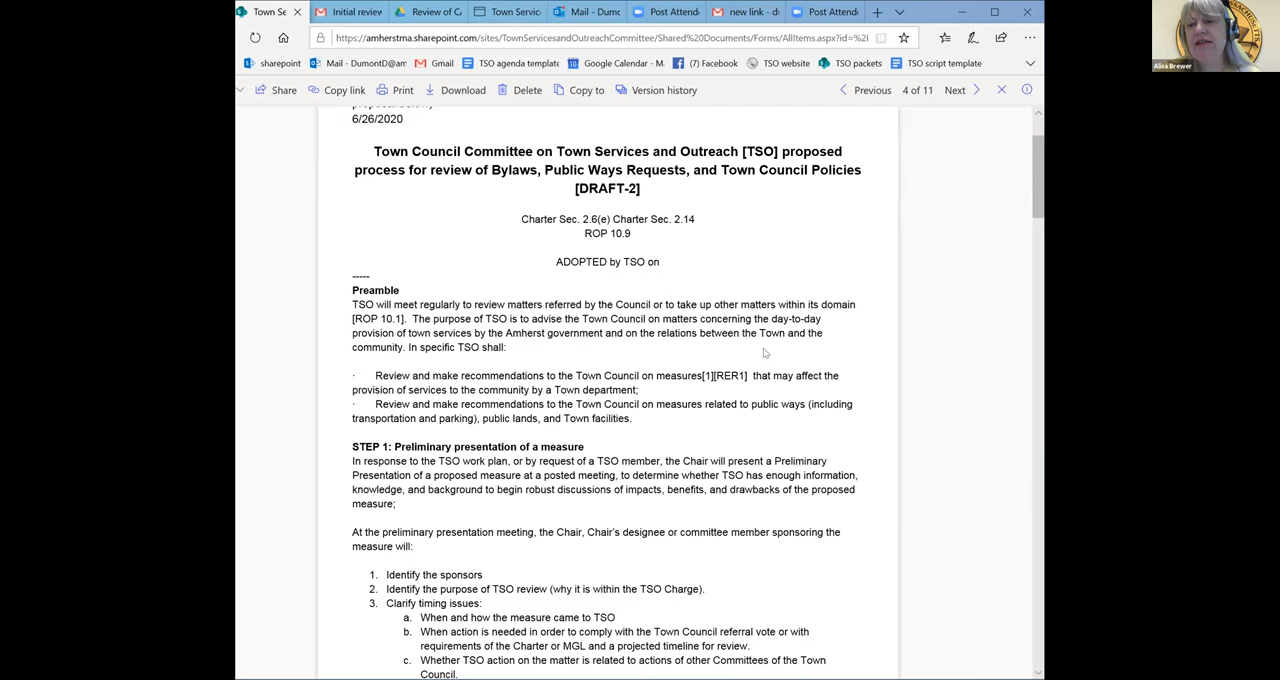 Town Se
Initial review
Review of C
Town Servic
Mail - Dumo
Post Attend
new link - d
Post Attend
https://amherstma.sharepoint.com/sites/TownServicesandOutreachCommittee/Shared%20Documents/Forms/AllItems.aspx?id=%2
sharepoint
Mail - DumontD@am
Gmail
TSO agenda template
Google Calendar - M
(7) Facebook
TSO website
TSO packets
TSO script template
Share
Copy link
Print
Download
Delete
Copy to
Version history
Previous
4 of 11
Next
Alisa Brewer
proposal below)
6/26/2020
Town Council Committee on Town Services and Outreach [TSO] proposed
process for review of Bylaws, Public Ways Requests, and Town Council Policies
[DRAFT-2]
Charter Sec. 2.6(e) Charter Sec. 2.14
ROP 10.9
ADOPTED by TSO on
-----
Preamble
TSO will meet regularly to review matters referred by the Council or to take up other matters within its domain
[ROP 10.1]. The purpose of TSO is to advise the Town Council on matters concerning the day-to-day
provision of town services by the Amherst government and on the relations between the Town and the
community. In specific TSO shall:
· Review and make recommendations to the Town Council on measures[1][RER1] that may affect the
provision of services to the community by a Town department;
· Review and make recommendations to the Town Council on measures related to public ways (including
transportation and parking), public lands, and Town facilities.
STEP 1: Preliminary presentation of a measure
In response to the TSO work plan, or by request of a TSO member, the Chair will present a Preliminary
Presentation of a proposed measure at a posted meeting, to determine whether TSO has enough information,
knowledge, and background to begin robust discussions of impacts, benefits, and drawbacks of the proposed
measure;
At the preliminary presentation meeting, the Chair, Chair's designee or committee member sponsoring the
measure will:
1. Identify the sponsors
2. Identify the purpose of TSO review (why it is within the TSO Charge).
3. Clarify timing issues:
a. When and how the measure came to TSO
b. When action is needed in order to comply with the Town Council referral vote or with
requirements of the Charter or MGL and a projected timeline for review.
c. Whether TSO action on the matter is related to actions of other Committees of the Town
Council.